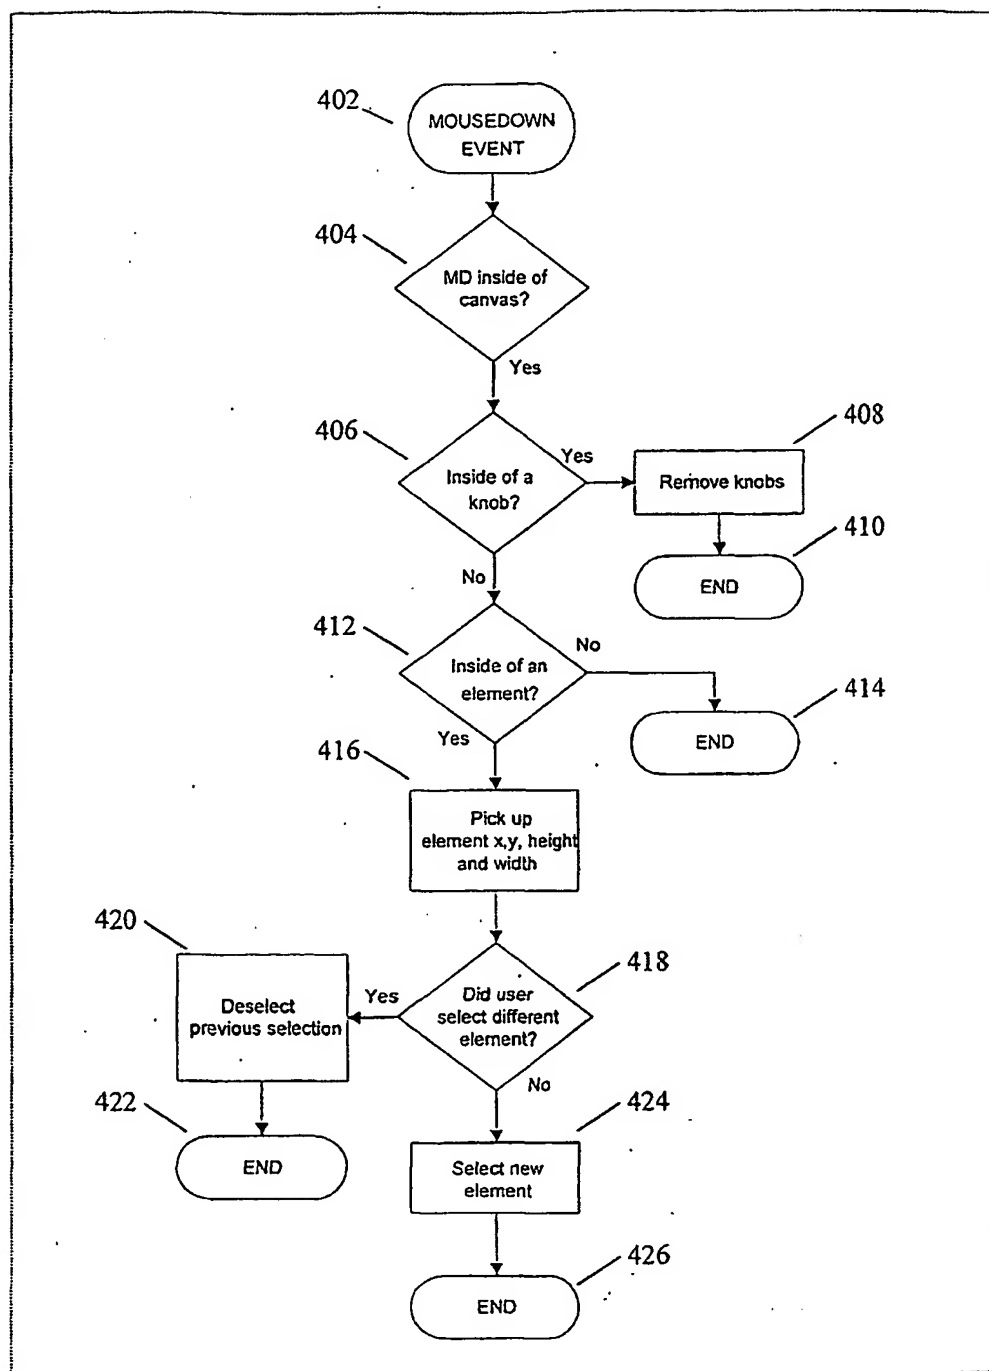 402
MOUSEDOWN
EVENT
404
MD inside of
canvas?
Yes
406
Inside of a
knob?
Yes
408
Remove knobs
410
END
No
412
Inside of an
element?
No
414
END
Yes
416
Pick up
element x,y, height
and width
418
Did user
select different
element?
Yes
420
Deselect
previous selection
422
END
No
424
Select new
element
426
END